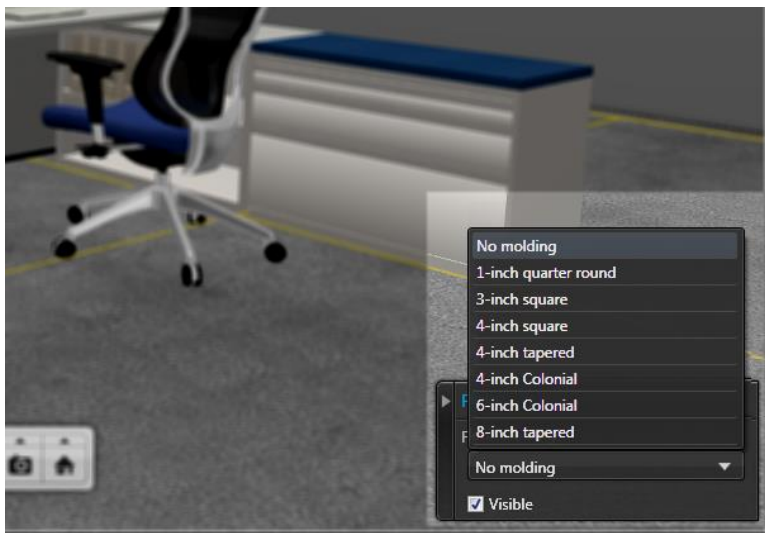 No molding
1-inch quarter round
3-inch square
4-inch square
4-inch tapered
4-inch Colonial
6-inch Colonial
8-inch tapered
No molding
Visible